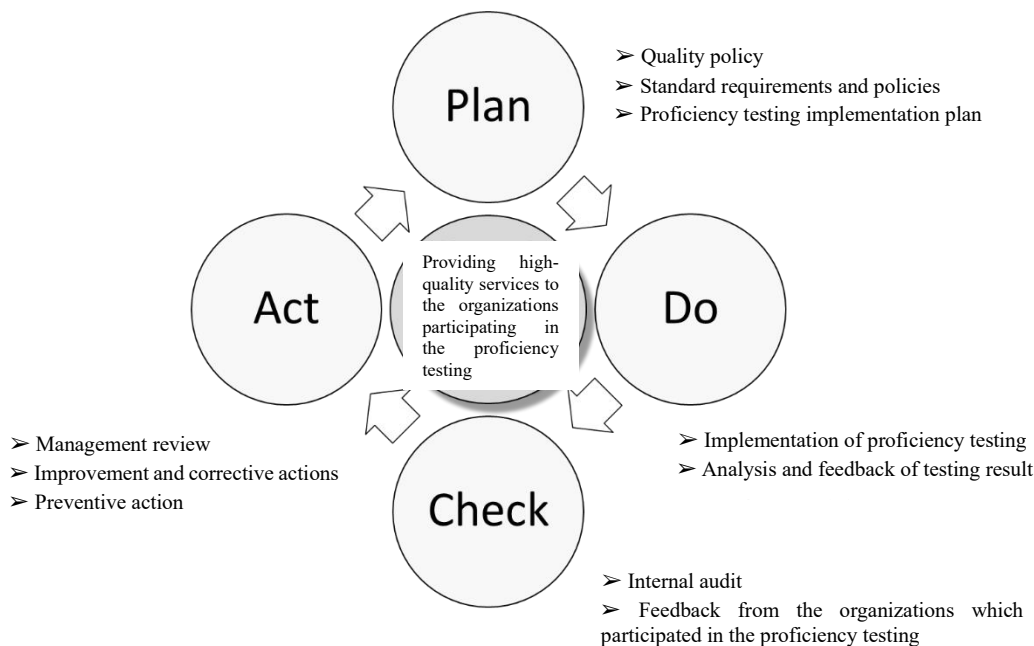 Plan
➢ Quality policy
➢ Standard requirements and policies
➢ Proficiency testing implementation plan
Act
Providing high-
quality services to
the organizations
participating in
the proficiency
testing
Do
➢ Management review
➢ Improvement and corrective actions
➢ Preventive action
➢ Implementation of proficiency testing
➢ Analysis and feedback of testing result
Check
➢ Internal audit
➢ Feedback from the organizations which
participated in the proficiency testing